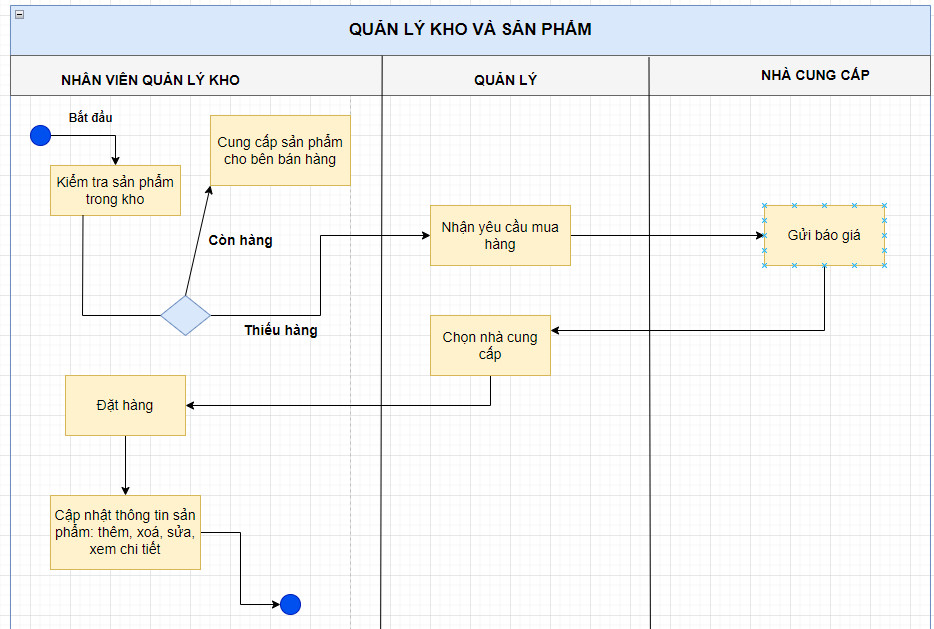 QUẢN LÝ KHO VÀ SẢN PHẨM
NHÂN VIÊN QUẢN LÝ KHO
QUẢN LÝ
NHÀ CUNG CẤP
Bắt đầu
Cung cấp sản phẩm
cho bên bán hàng
Kiểm tra sản phẩm
trong kho
Còn hàng
Nhận yêu cầu mua
hàng
Gửi báo giá
Thiếu hàng
Chọn nhà cung
cấp
Đặt hàng
Cập nhật thông tin sản
phẩm: thêm, xoá, sửa,
xem chi tiết